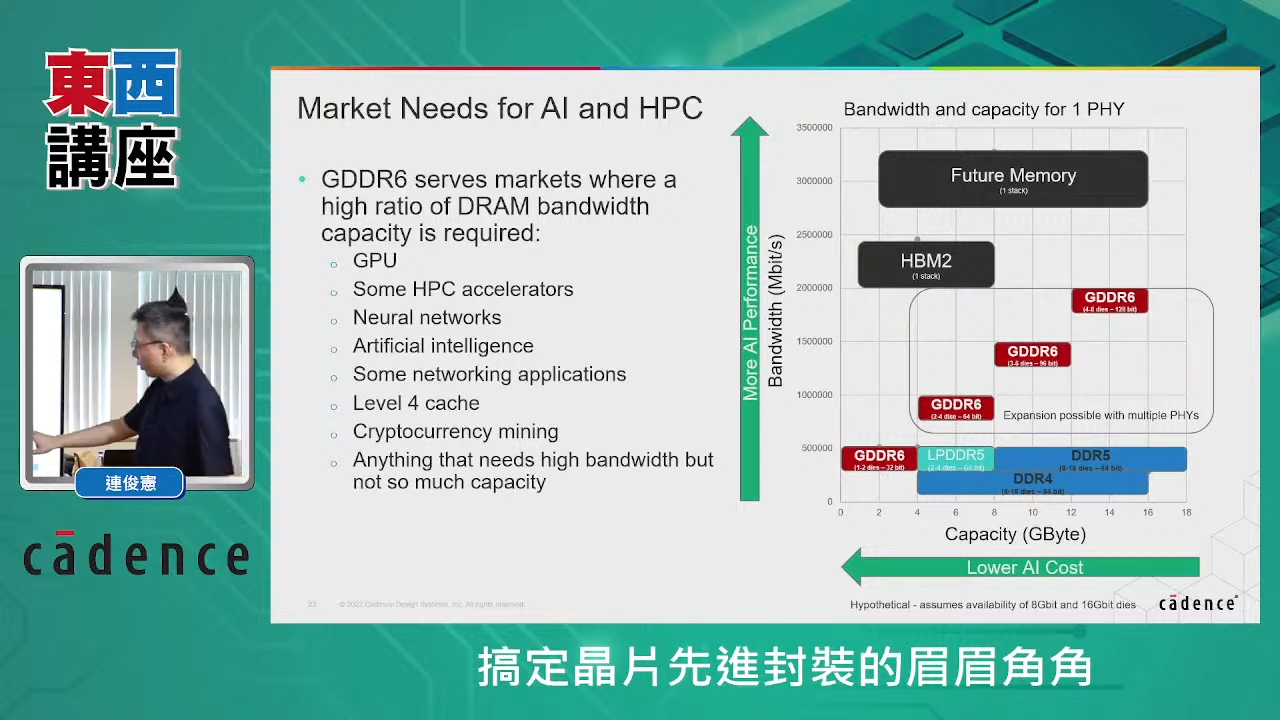 東西
講座
連俊憲
cādence
Market Needs for AI and HPC
• GDDR6 serves markets where a
high ratio of DRAM bandwidth
capacity is required:
○ GPU
○ Some HPC accelerators
○ Neural networks
○ Artificial intelligence
○ Some networking applications
○ Level 4 cache
○ Cryptocurrency mining
○ Anything that needs high bandwidth but
not so much capacity
Bandwidth and capacity for 1 PHY
More AI Performance
Bandwidth (Mbit/s)
3500000
3000000
2500000
2000000
1500000
1000000
500000
0
Future Memory
(1 stack)
HBM2
(1 stack)
GDDR6
(4-8 dies – 128 bit)
GDDR6
(3-6 dies – 96 bit)
GDDR6
(2-4 dies – 64 bit)
Expansion possible with multiple PHYs
GDDR6
(1-2 dies – 32 bit)
LPDDR5
(2-4 dies – 64 bit)
DDR5
(8-16 dies – 64 bit)
DDR4
(8-16 dies – 64 bit)
0 2 4 6 8 10 12 14 16 18
Capacity (GByte)
Lower AI Cost
Hypothetical - assumes availability of 8Gbit and 16Gbit dies
cādence®
22 © 2022 Cadence Design Systems, Inc. All rights reserved.
搞定晶片先進封裝的眉眉角角